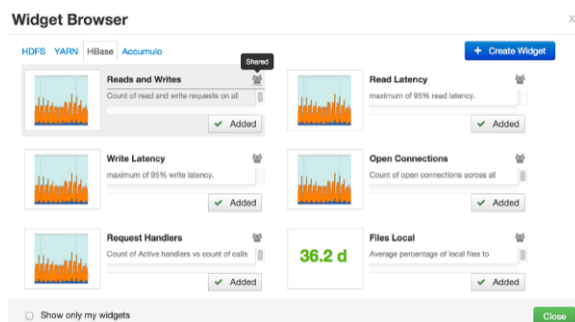 Widget Browser
x
HDFS YARN HBase Accumulo
Shared
+ Create Widget
Reads and Writes
Count of read and write requests on all
✔ Added
Read Latency
maximum of 95% read latency.
✔ Added
Write Latency
maximum of 95% write latency.
✔ Added
Open Connections
Count of open connections across all
✔ Added
Request Handlers
Count of Active handlers vs count of calls
✔ Added
36.2 d
Files Local
Average percentage of local files to
✔ Added
Show only my widgets
Close